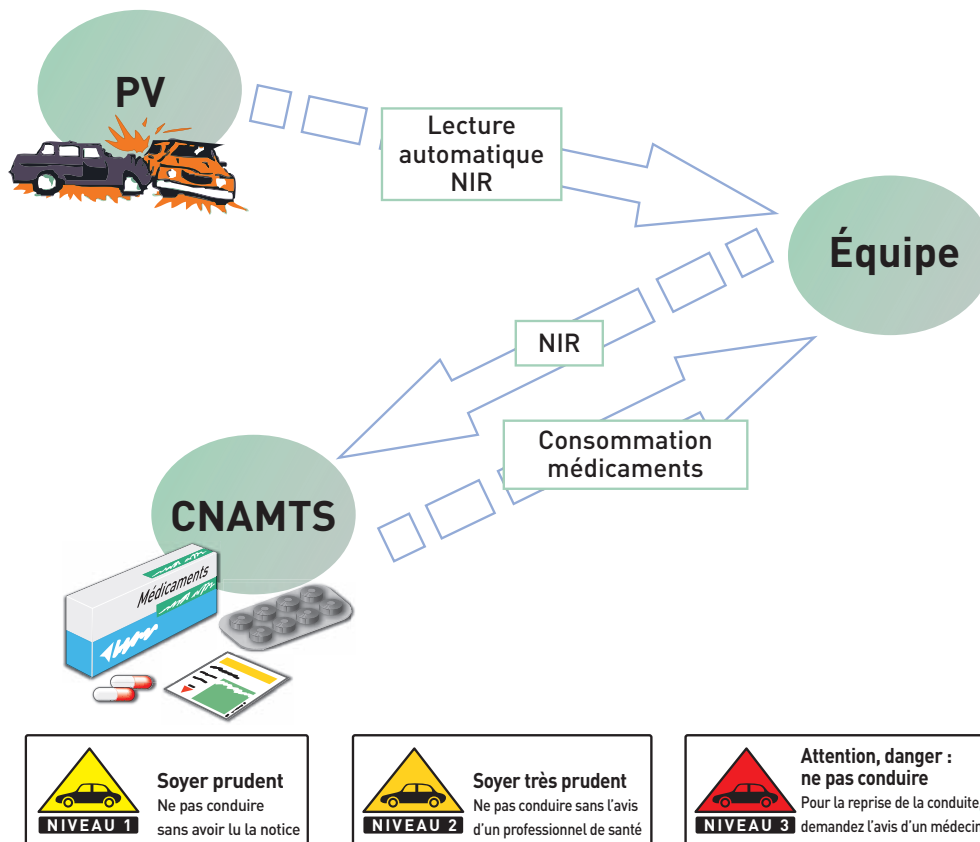 PV
Lecture
automatique
NIR
Équipe
NIR
Consommation
médicaments
CNAMTS
Médicaments
NIVEAU 1
Soyer prudent
Ne pas conduire
sans avoir lu la notice
NIVEAU 2
Soyer très prudent
Ne pas conduire sans l’avis
d’un professionnel de santé
NIVEAU 3
Attention, danger :
ne pas conduire
Pour la reprise de la conduite,
demandez l’avis d’un médecin